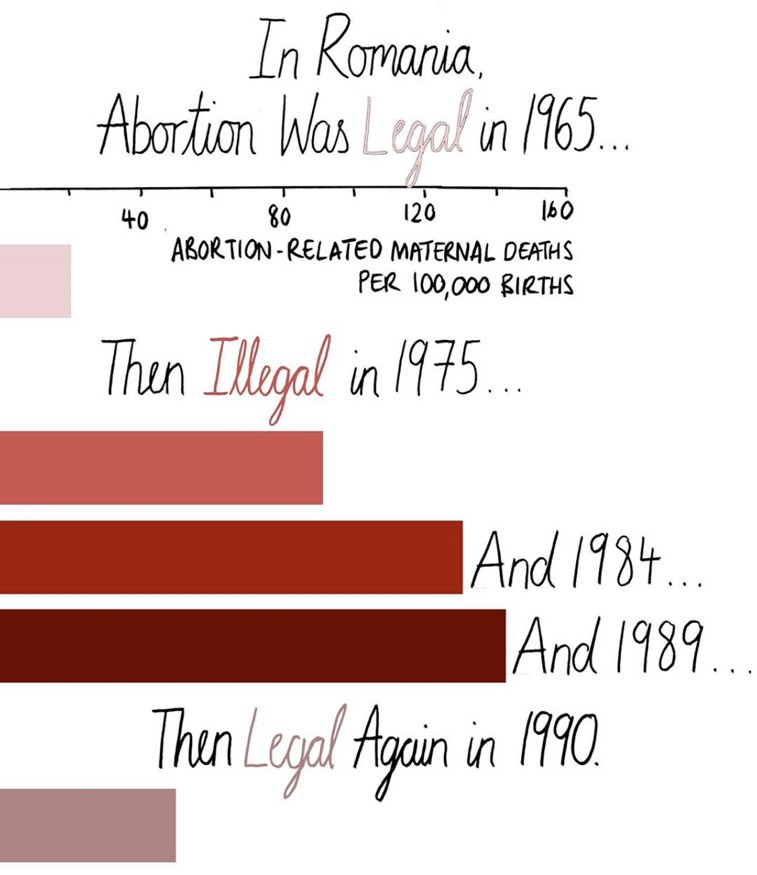 In Romania,
Abortion Was Legal in 1965...
40 80 120 160
ABORTION-RELATED MATERNAL DEATHS
PER 100,000 BIRTHS
Then Illegal in 1975...
And 1984...
And 1989...
Then Legal Again in 1990.